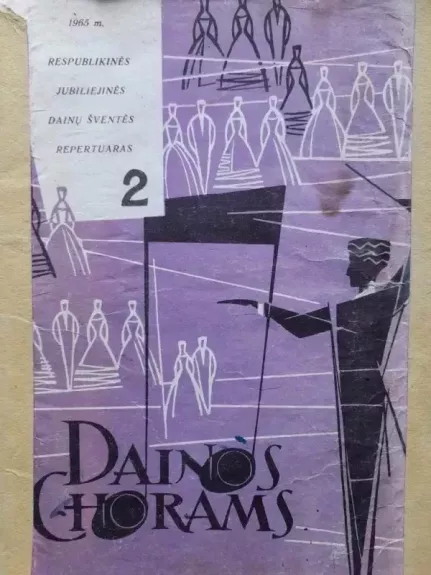 1965 m.
RESPUBLIKINĖS
JUBILIEJINĖS
DAINŲ ŠVENTĖS
REPERTUARAS
2
DAINOS
CHORAMS